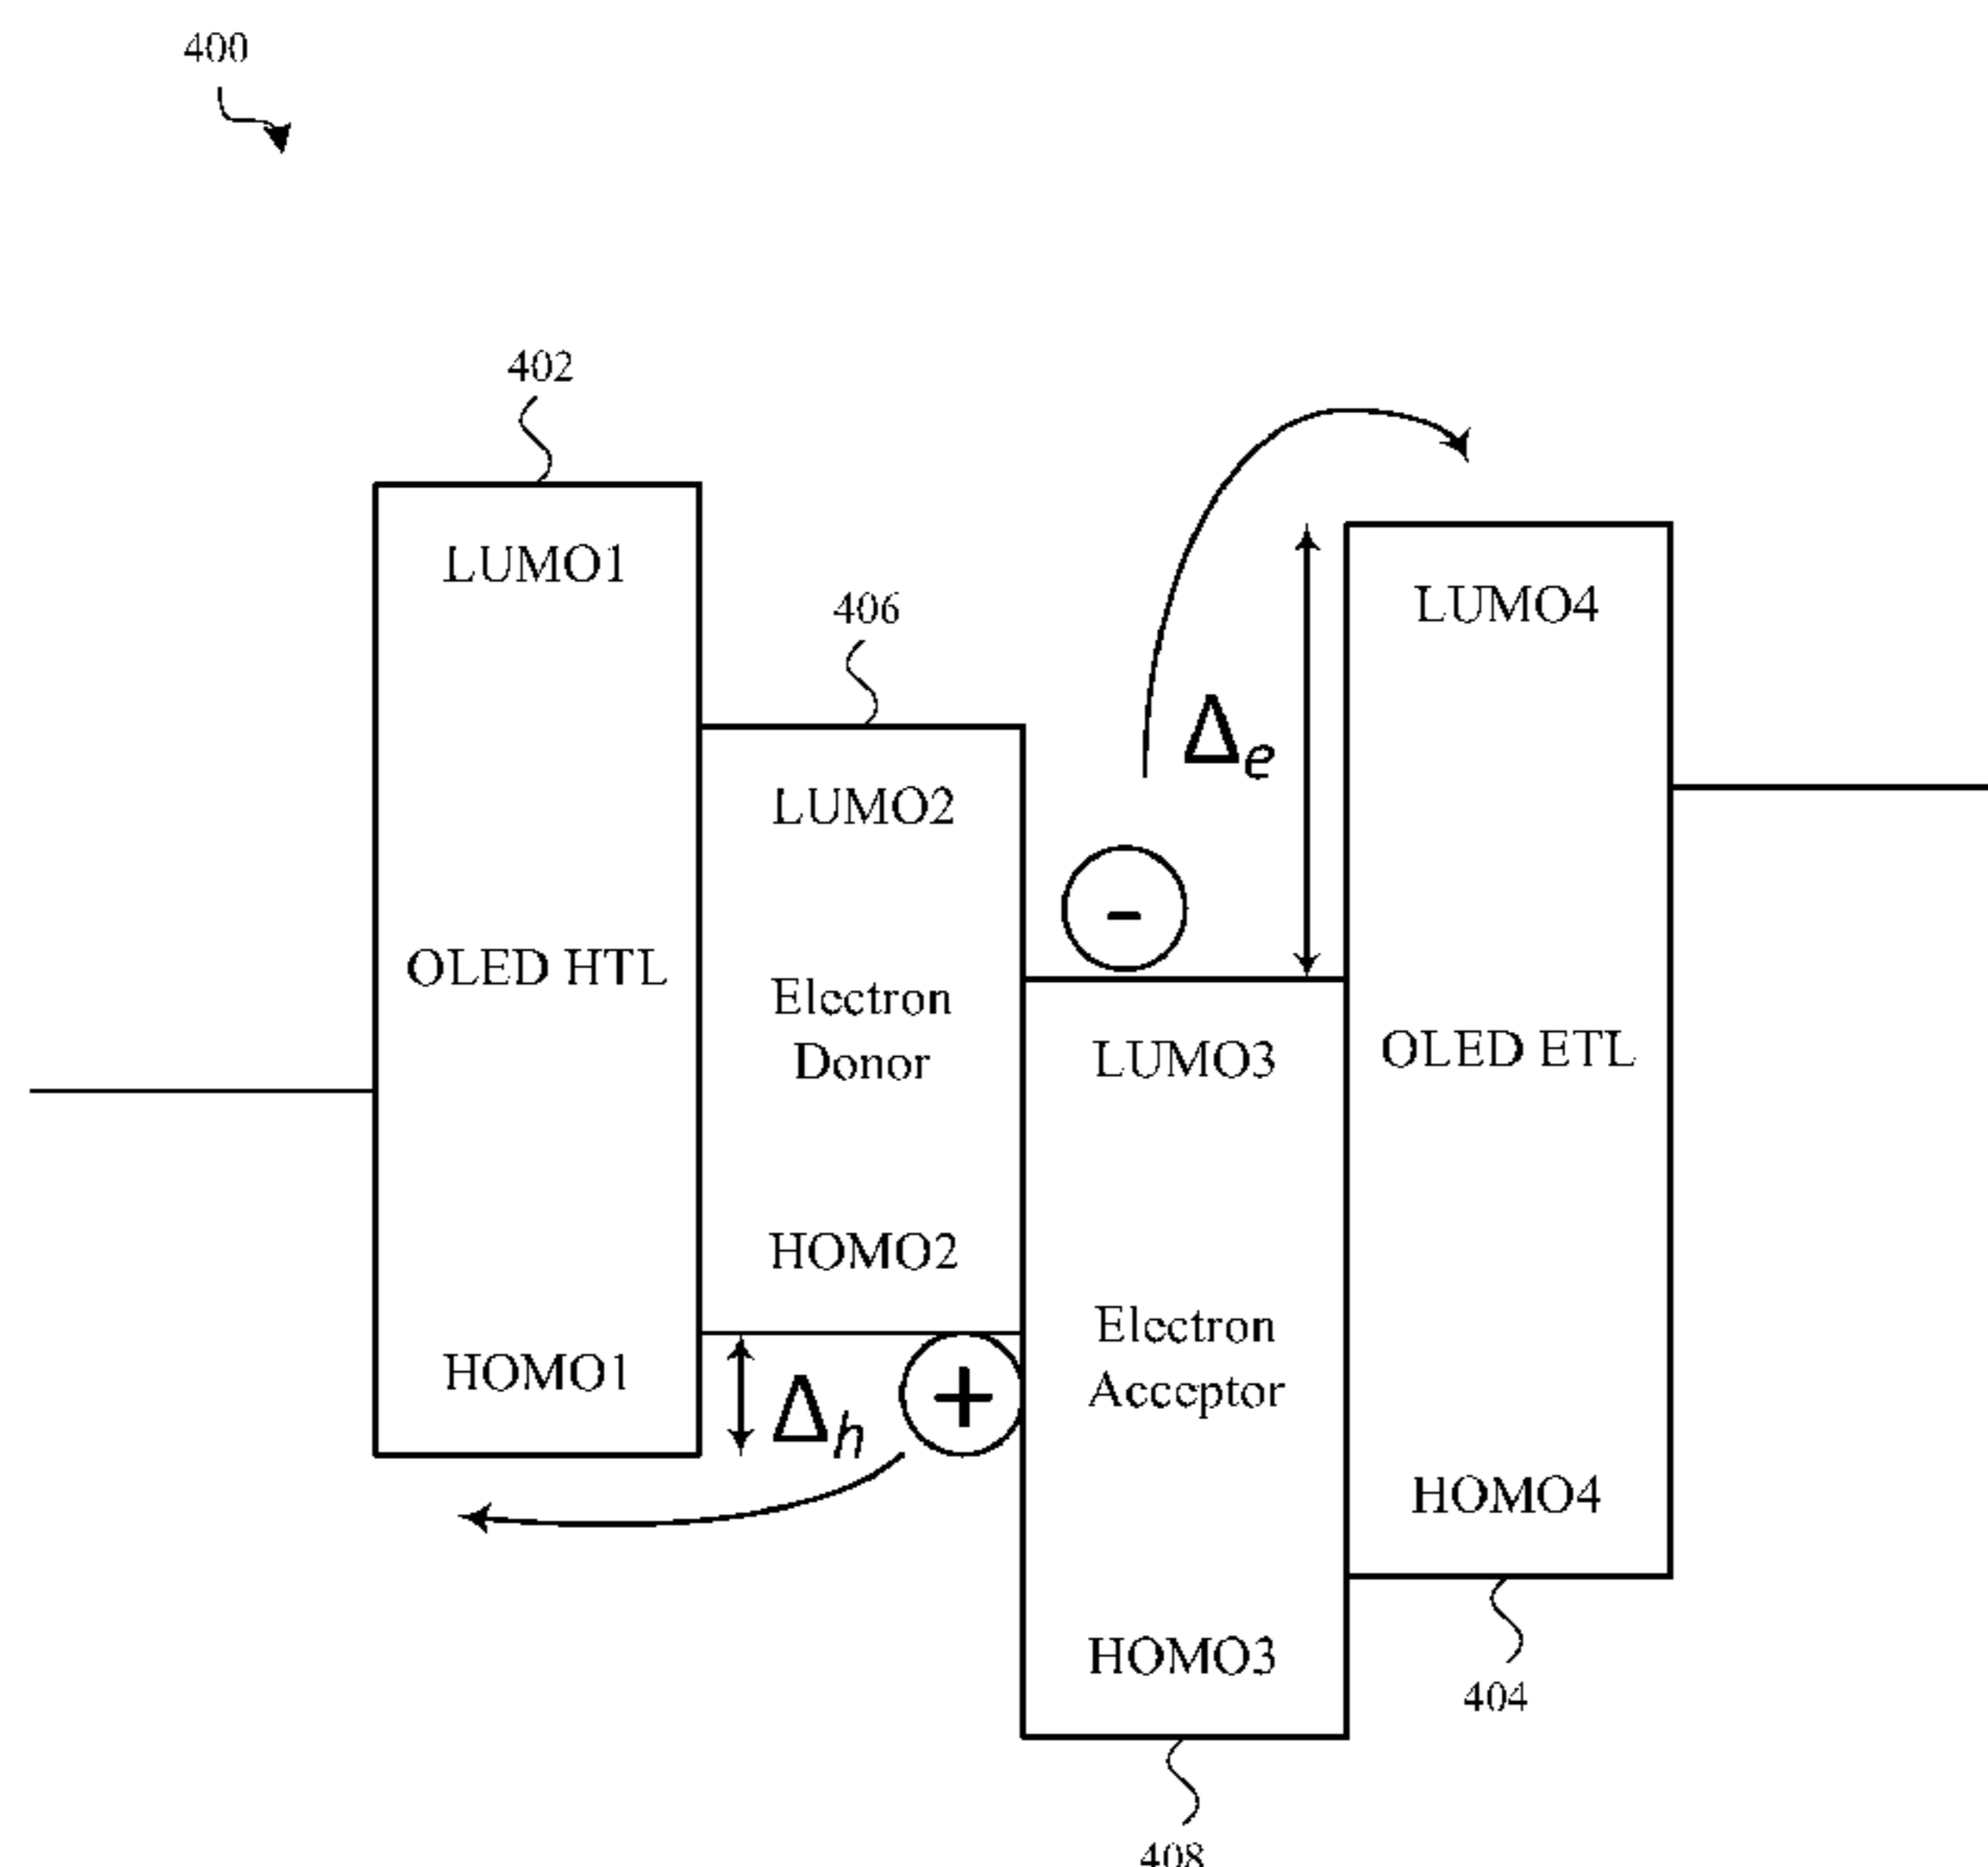 400
402
LUMO1
LUMO4
406
Δe
LUMO2
-
OLED HTL
Electron
Donor
LUMO3
OLED ETL
HOMO2
Electron
Acceptor
HOMO1
Δh
+
HOMO4
HOMO3
404
408